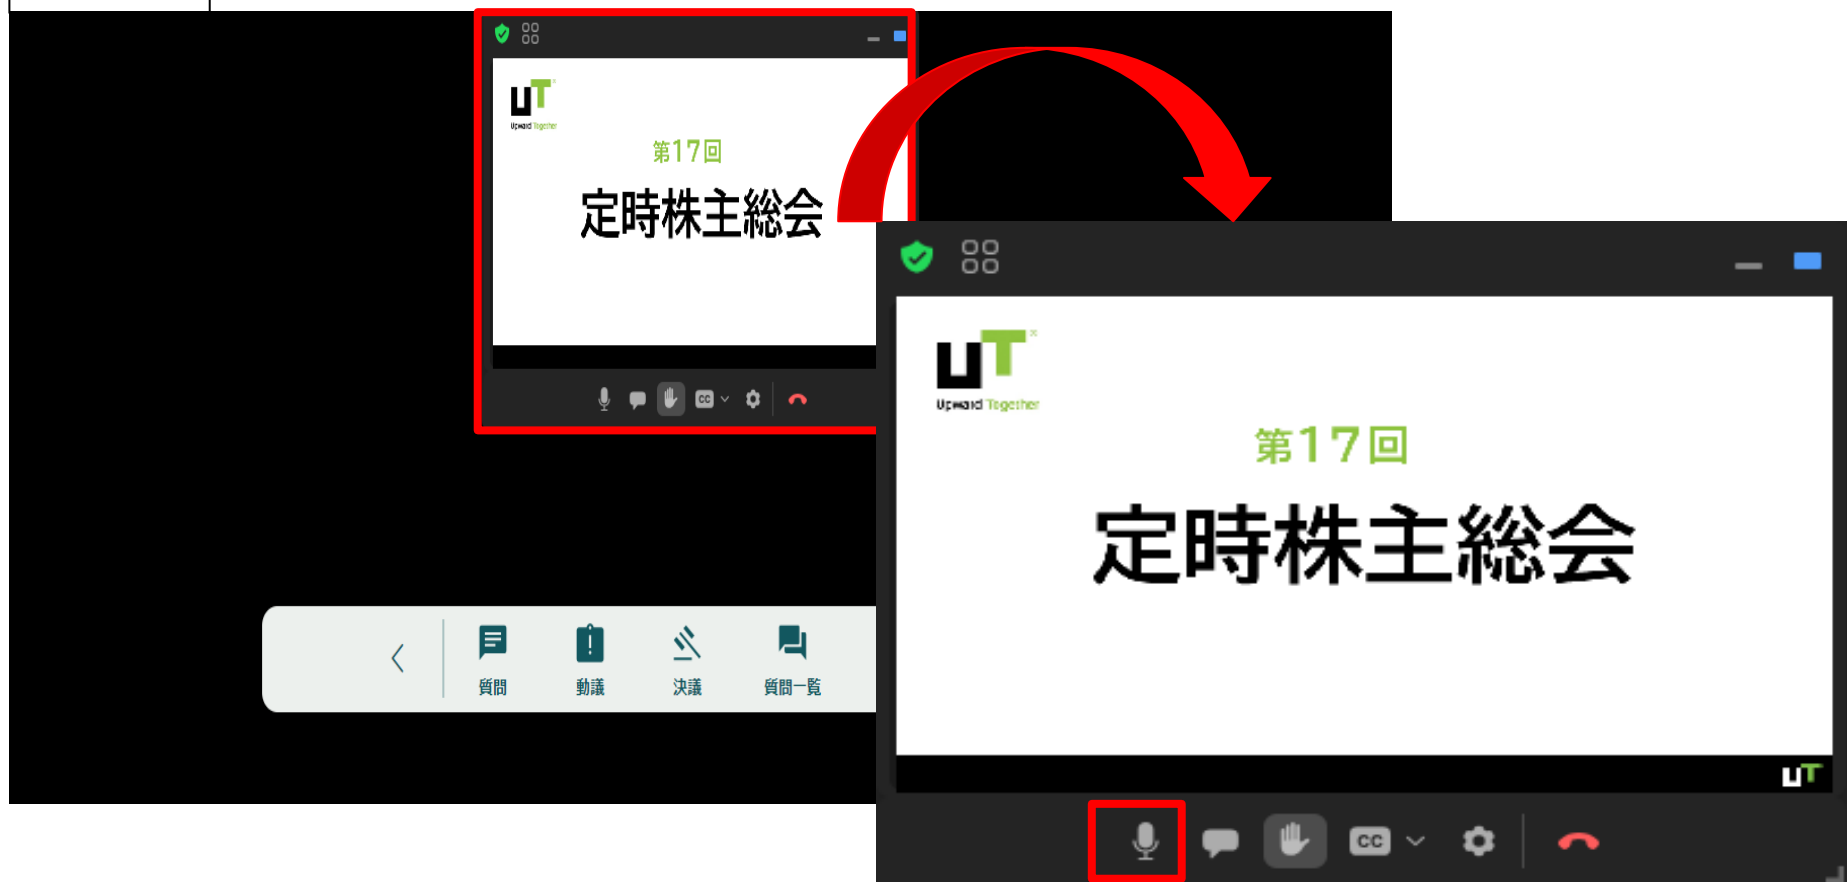 UT
Upward Together
第17回
定時株主総会
CC
質問
動議
決議
質問一覧
UT
Upward Together
第17回
定時株主総会
UT
CC